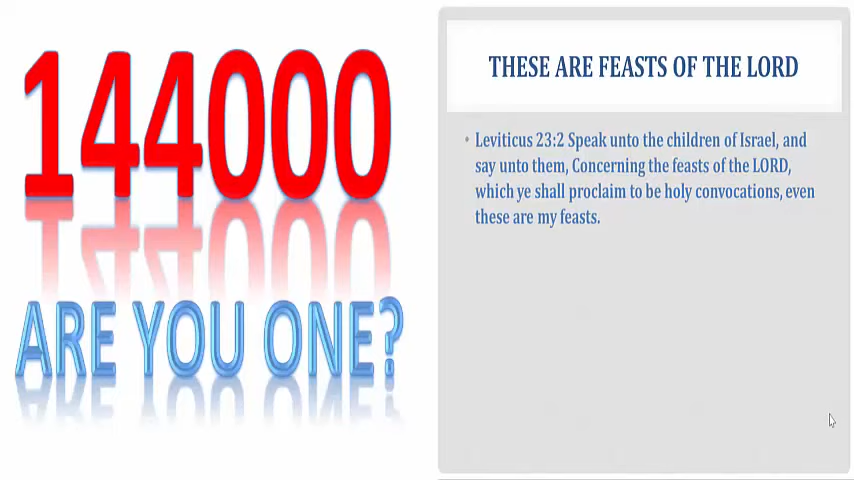 144000
ARE YOU ONE?
THESE ARE FEASTS OF THE LORD
• Leviticus 23:2 Speak unto the children of Israel, and
say unto them, Concerning the feasts of the LORD,
which ye shall proclaim to be holy convocations, even
these are my feasts.